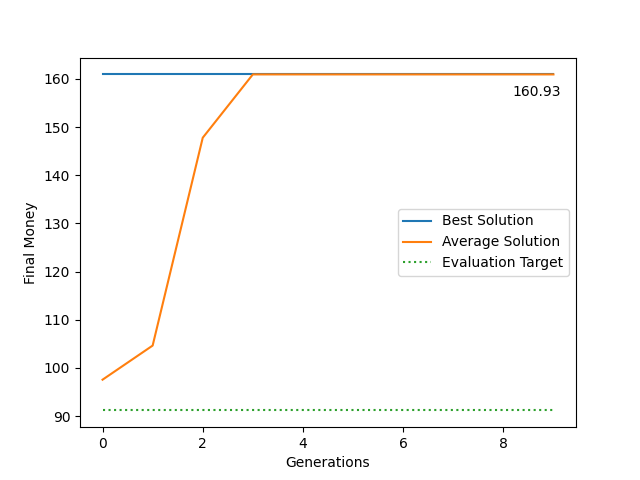 160
150
140
130
120
110
100
90
Final Money
160.93
Best Solution
Average Solution
Evaluation Target
0
2
4
6
8
Generations